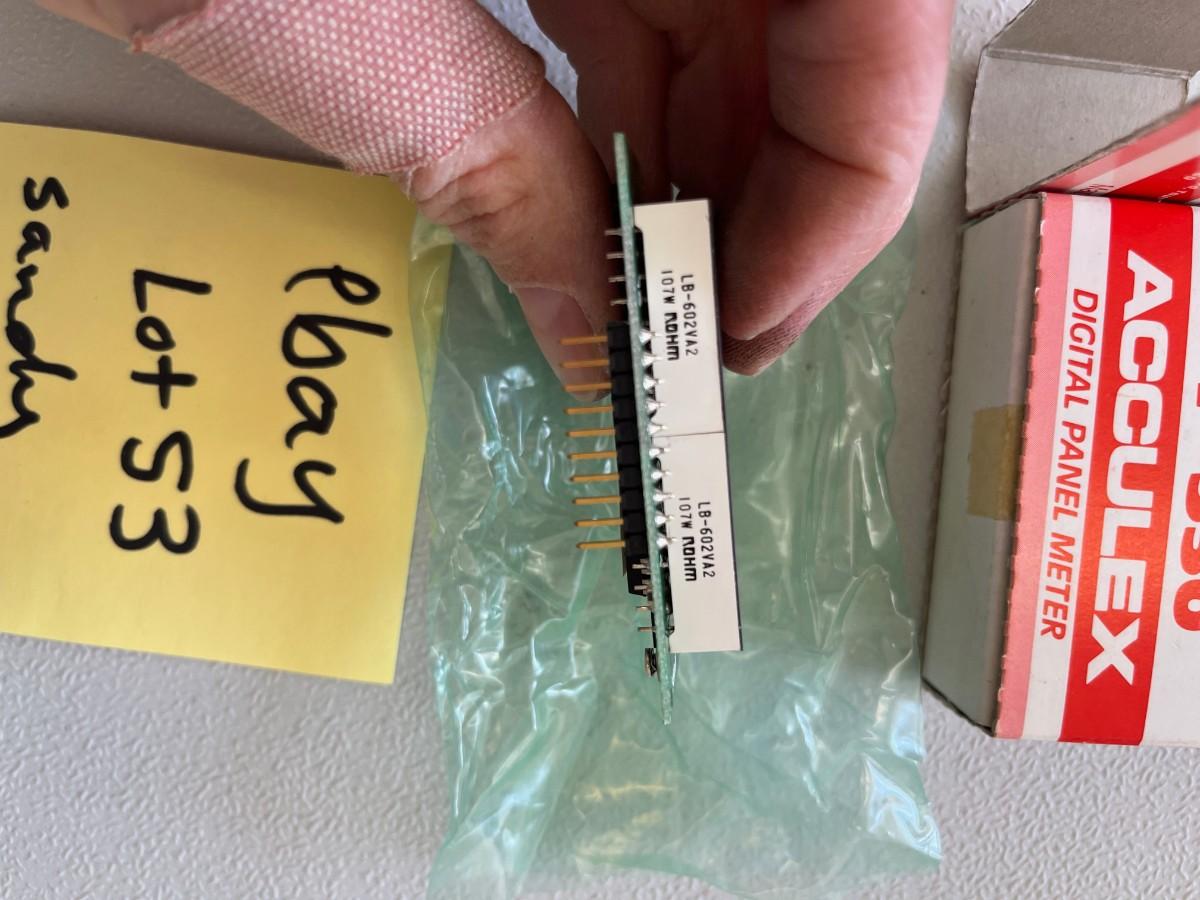 ebay
Lot 53
sandy
LB-602VA2
107W ROHM
LB-602VA2
107W ROHM
ACCULEX
DIGITAL PANEL METER